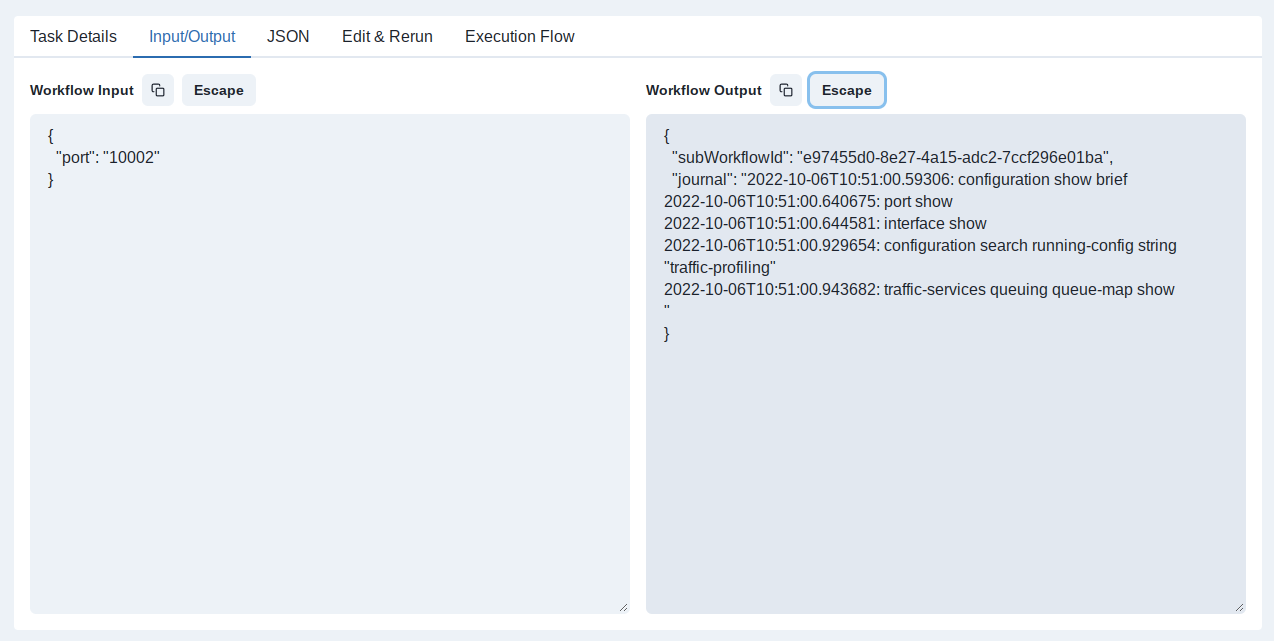 Task Details Input/Output JSON Edit & Rerun Execution Flow
Workflow Input Escape
{
"port": "10002"
}
Workflow Output Escape
{
"subWorkflowId": "e97455d0-8e27-4a15-adc2-7ccf296e01ba",
"journal": "2022-10-06T10:51:00.59306: configuration show brief
2022-10-06T10:51:00.640675: port show
2022-10-06T10:51:00.644581: interface show
2022-10-06T10:51:00.929654: configuration search running-config string
"traffic-profiling"
2022-10-06T10:51:00.943682: traffic-services queuing queue-map show
"
}